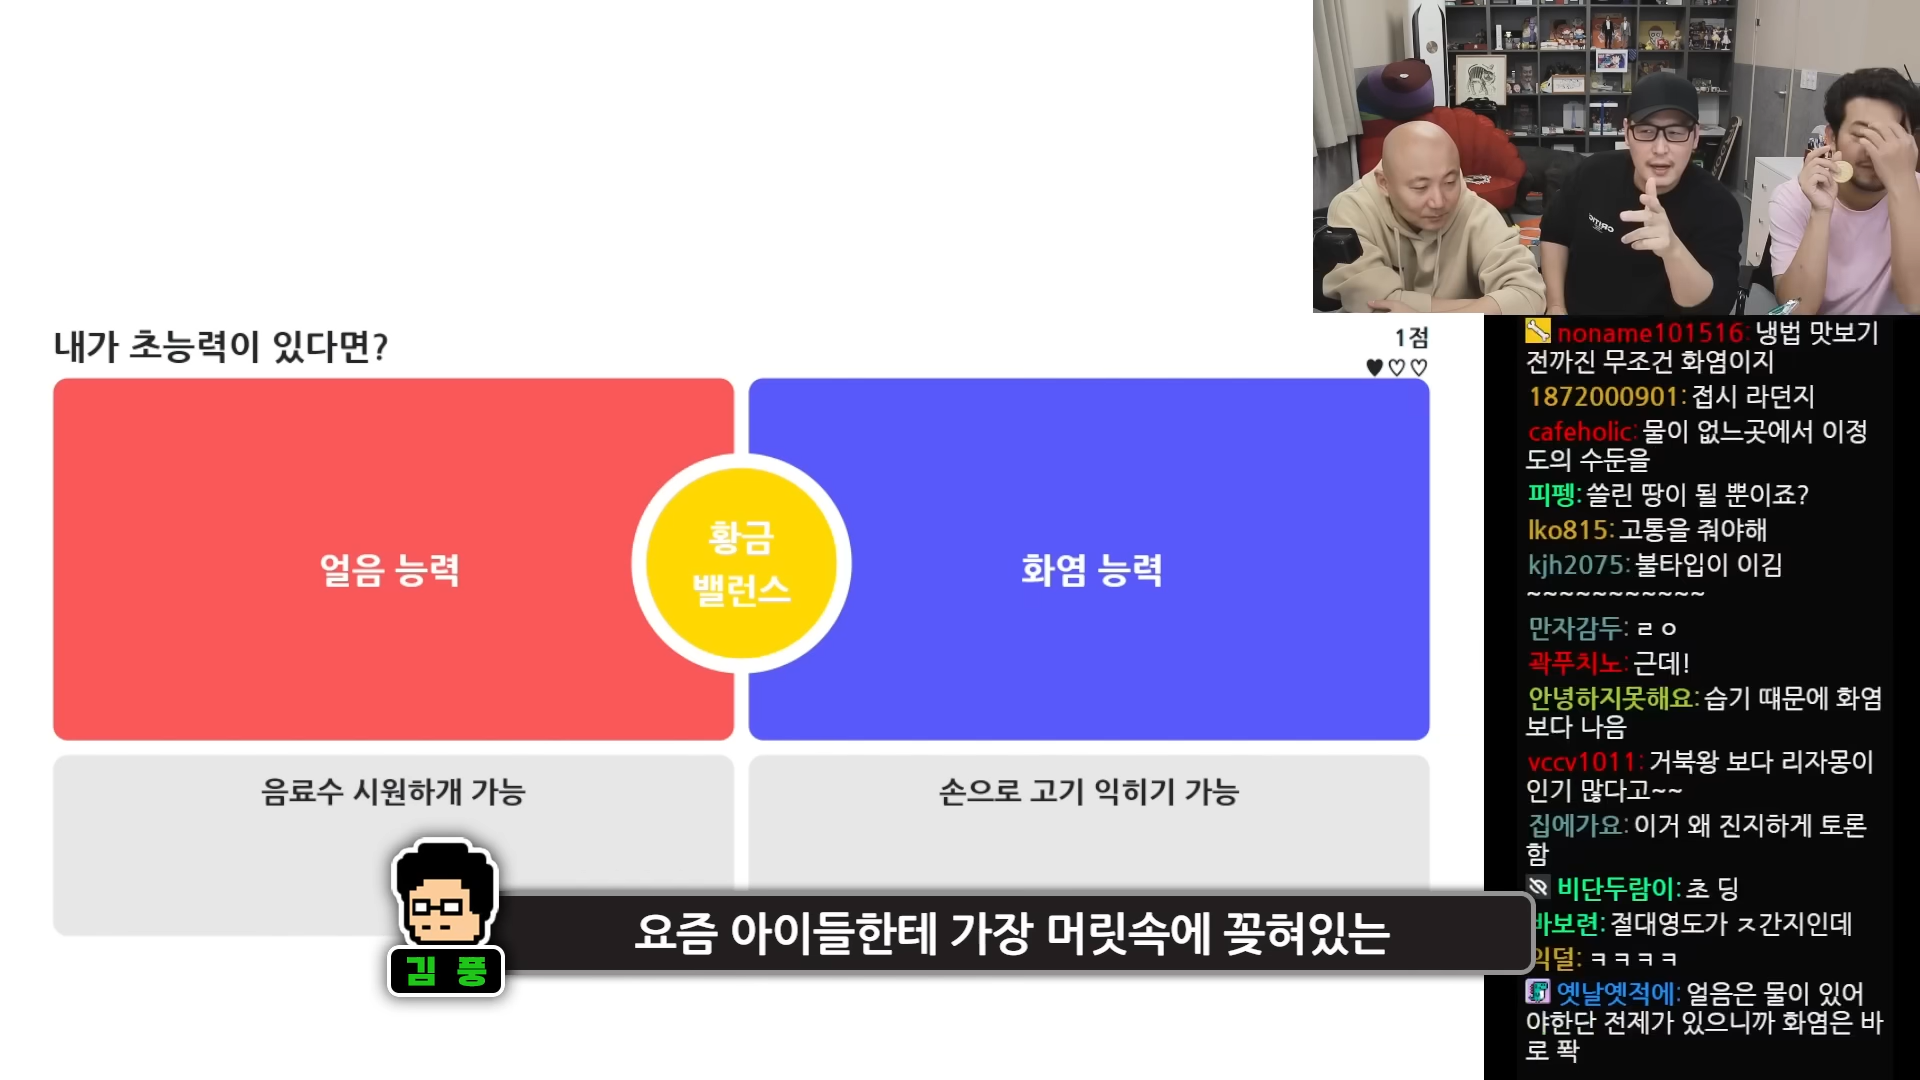 내가 초능력이 있다면?
1점
♥♡♡
얼음 능력
황금
밸런스
화염 능력
음료수 시원하개 가능
손으로 고기 익히기 가능
김 풍
요즘 아이들한테 가장 머릿속에 꽂혀있는
noname101516: 냉법 맛보기
전까진 무조건 화염이지
1872000901: 접시 라던지
cafeholic: 물이 없느곳에서 이정
도의 수둔을
피펭: 쓸린 땅이 될 뿐이죠?
lko815: 고통을 줘야해
kjh2075: 불타입이 이김
~~~~~~~~~~~
만자감두: ㄹㅇ
곽푸치노: 근데!
안녕하지못해요: 습기 떄문에 화염
보다 나음
vccv1011: 거북왕 보다 리자몽이
인기 많다고~~
집에가요: 이거 왜 진지하게 토론
함
비단두람이: 초 딩
바보련: 절대영도가 ㅈ간지인데
익덜: ㅋㅋㅋㅋ
옛날옛적에: 얼음은 물이 있어
야한단 전제가 있으니까 화염은 바
로 퐉